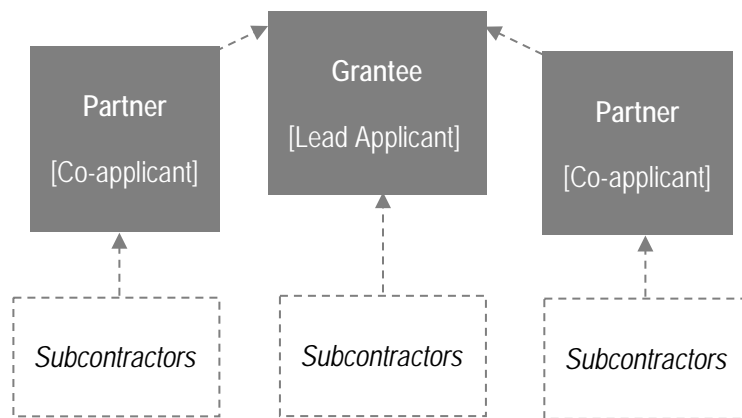 Grantee
[Lead Applicant]
Partner
[Co-applicant]
Partner
[Co-applicant]
Subcontractors
Subcontractors
Subcontractors